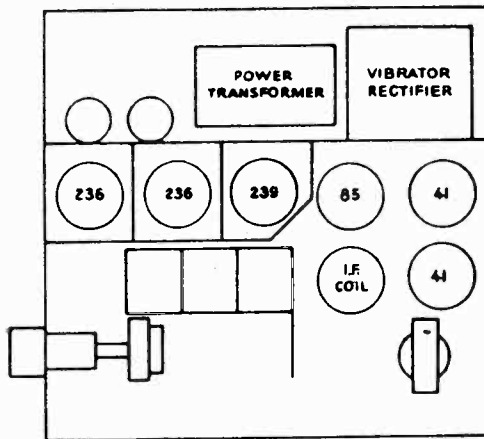 POWER
TRANSFORMER
VIBRATOR
RECTIFIER
236
236
239
85
41
I.F.
COIL
41